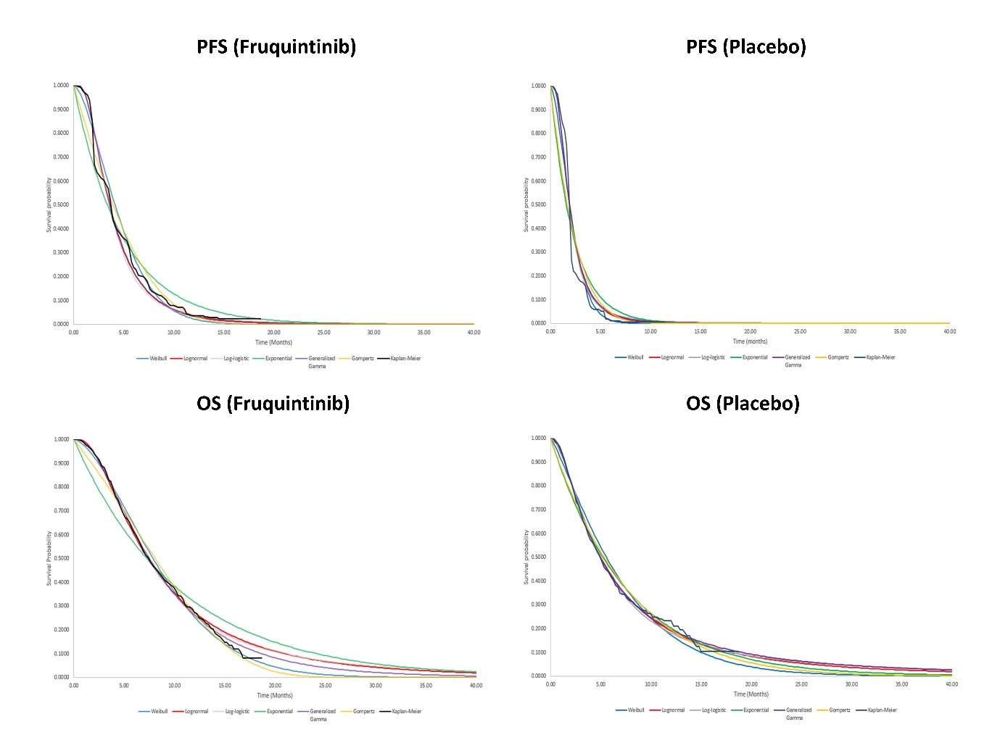 PFS (Fruquintinib)
PFS (Placebo)
1.0000
0.9000
0.8000
0.7000
0.6000
0.5000
0.4000
0.3000
0.2000
0.1000
0.0000
Survival probability
0.00 5.00 10.00 15.00 20.00 25.00 30.00 35.00 40.00
Time (Months)
Weibull Lognormal Log-logistic Exponential Generalized Gompertz Kaplan-Meier
Gamma
1.0000
0.9000
0.8000
0.7000
0.6000
0.5000
0.4000
0.3000
0.2000
0.1000
0.0000
Survival probability
0.00 5.00 10.00 15.00 20.00 25.00 30.00 35.00 40.00
Time (months)
Weibull Lognormal Log-logistic Exponential Generalized Gompertz Kaplan-Meier
Gamma
OS (Fruquintinib)
OS (Placebo)
1.0000
0.9000
0.8000
0.7000
0.6000
0.5000
0.4000
0.3000
0.2000
0.1000
0.0000
Survival Probability
0.00 5.00 10.00 15.00 20.00 25.00 30.00 35.00 40.00
Time (Months)
Weibull Lognormal Log-logistic Exponential Generalized Gompertz Kaplan-Meier
Gamma
1.0000
0.9000
0.8000
0.7000
0.6000
0.5000
0.4000
0.3000
0.2000
0.1000
0.0000
Survival probability
0.00 5.00 10.00 15.00 20.00 25.00 30.00 35.00 40.00
Time (Months)
Weibull Lognormal Log-logistic Exponential Generalized Gompertz Kaplan-Meier
Gamma